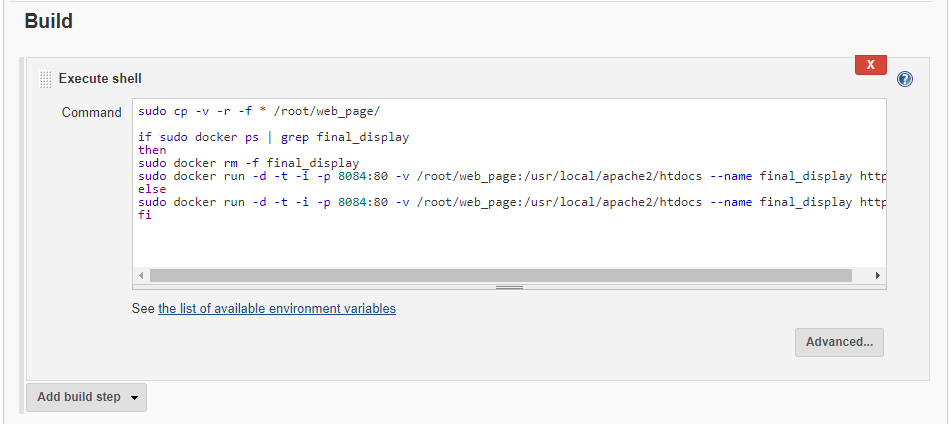 Build
X
Execute shell
?
Command
sudo cp -v -r -f * /root/web_page/
if sudo docker ps | grep final_display
then
sudo docker rm -f final_display
sudo docker run -d -t -i -p 8084:80 -v /root/web_page:/usr/local/apache2/htdocs --name final_display http
else
sudo docker run -d -t -i -p 8084:80 -v /root/web_page:/usr/local/apache2/htdocs --name final_display http
fi
See the list of available environment variables
Advanced...
Add build step